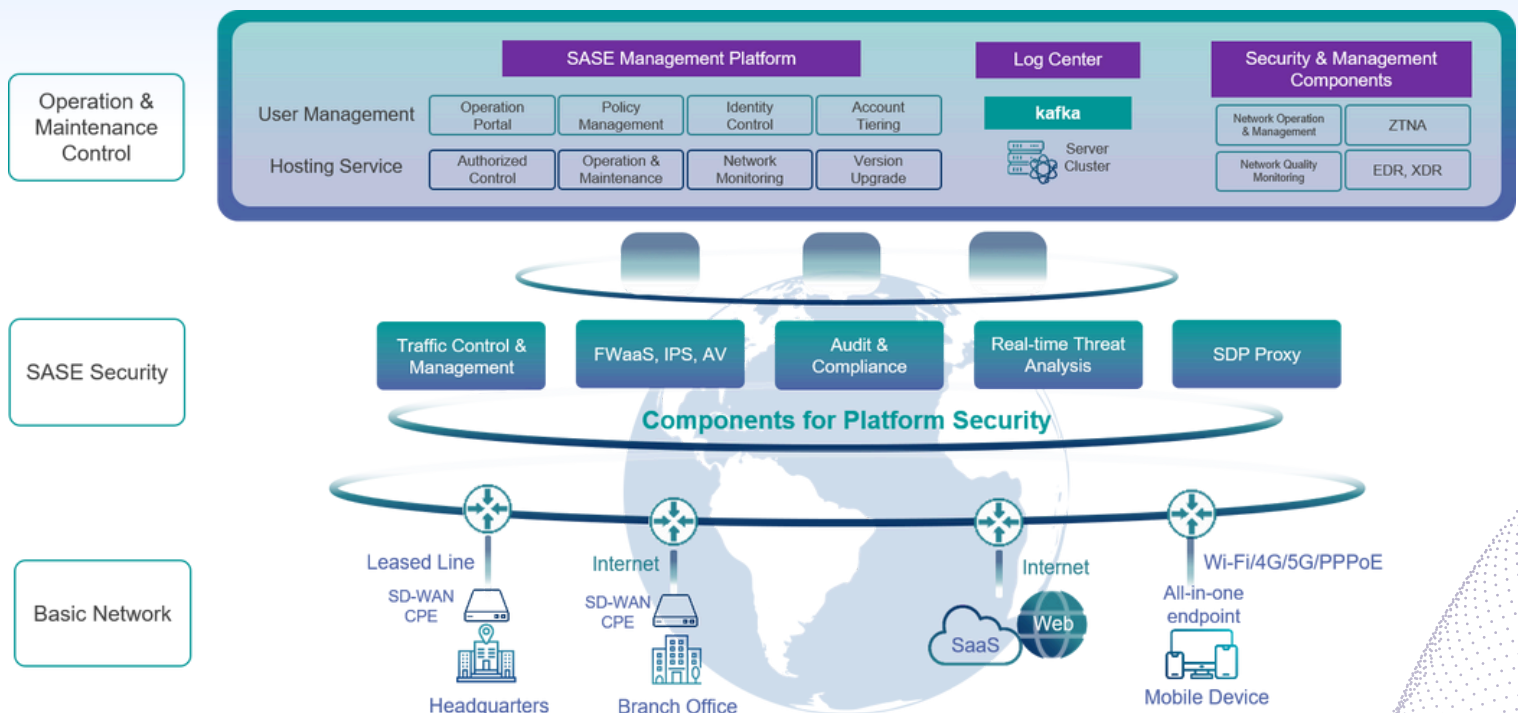 SASE Management Platform
Log Center
Security & Management
Components
Operation &
Maintenance
Control
User Management
Operation
Portal
Policy
Management
Identity
Control
Account
Tiering
kafka
Network Operation
& Management
ZTNA
Hosting Service
Authorized
Control
Operation &
Maintenance
Network
Monitoring
Version
Upgrade
Server
Cluster
Network Quality
Monitoring
EDR, XDR
SASE Security
Traffic Control &
Management
FWaaS, IPS, AV
Audit &
Compliance
Real-time Threat
Analysis
SDP Proxy
Components for Platform Security
Basic Network
Leased Line
SD-WAN
CPE
Headquarters
Internet
SD-WAN
CPE
Branch Office
Internet
SaaS
Web
Wi-Fi/4G/5G/PPPoE
All-in-one
endpoint
Mobile Device